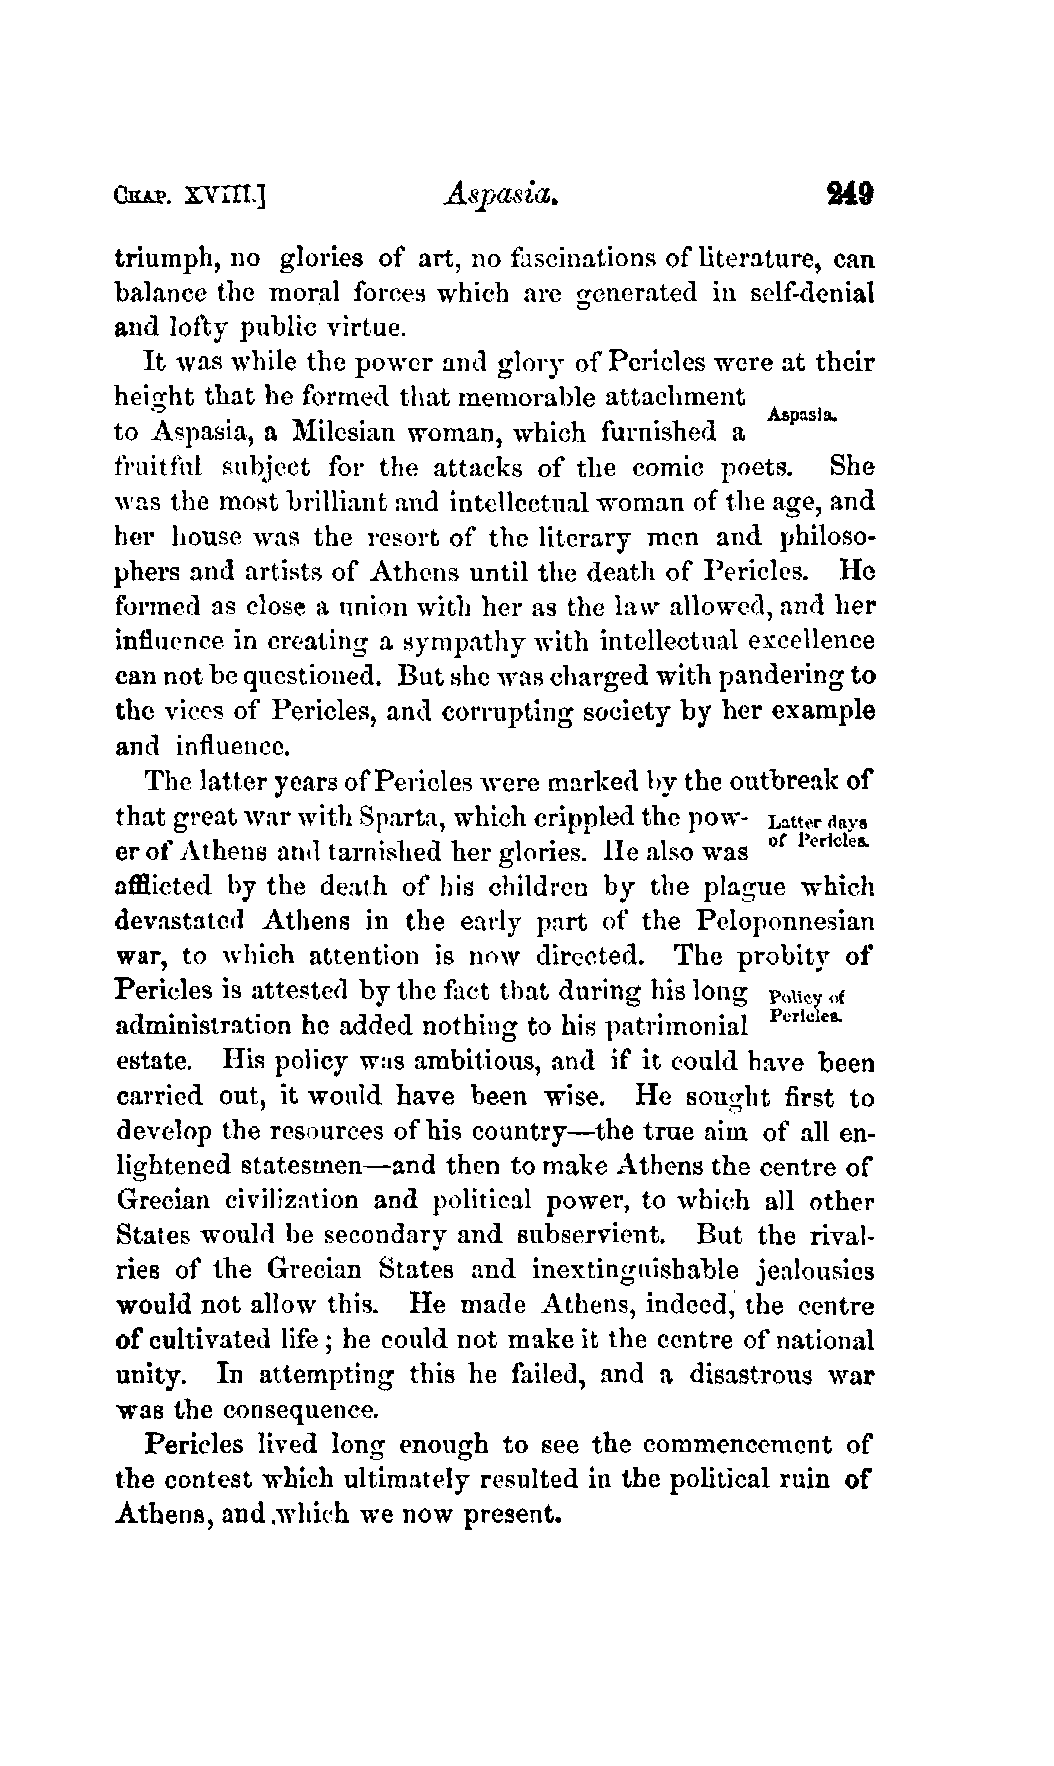 CHAP. XVIII.] Aspasia. 249
triumph, no glories of art, no fascinations of literature, can
balance the moral forces which are generated in self-denial
and lofty public virtue.
It was while the power and glory of Pericles were at their
height that he formed that memorable attachment
Aspasia.
to Aspasia, a Milesian woman, which furnished a
fruitful subject for the attacks of the comic poets. She
was the most brilliant and intellectual woman of the age, and
her house was the resort of the literary men and philoso-
phers and artists of Athens until the death of Pericles. He
formed as close a union with her as the law allowed, and her
influence in creating a sympathy with intellectual excellence
can not be questioned. But she was charged with pandering to
the vices of Pericles, and corrupting society by her example
and influence.
The latter years of Pericles were marked by the outbreak of
that great war with Sparta, which crippled the pow-
Latter days
of Pericles.
er of Athens and tarnished her glories. He also was
afflicted by the death of his children by the plague which
devastated Athens in the early part of the Peloponnesian
war, to which attention is now directed. The probity of
Pericles is attested by the fact that during his long
Policy of
Pericles.
administration he added nothing to his patrimonial
estate. His policy was ambitious, and if it could have been
carried out, it would have been wise. He sought first to
develop the resources of his country—the true aim of all en-
lightened statesmen—and then to make Athens the centre of
Grecian civilization and political power, to which all other
States would be secondary and subservient. But the rival-
ries of the Grecian States and inextinguishable jealousies
would not allow this. He made Athens, indeed, the centre
of cultivated life; he could not make it the centre of national
unity. In attempting this he failed, and a disastrous war
was the consequence.
Pericles lived long enough to see the commencement of
the contest which ultimately resulted in the political ruin of
Athens, and which we now present.